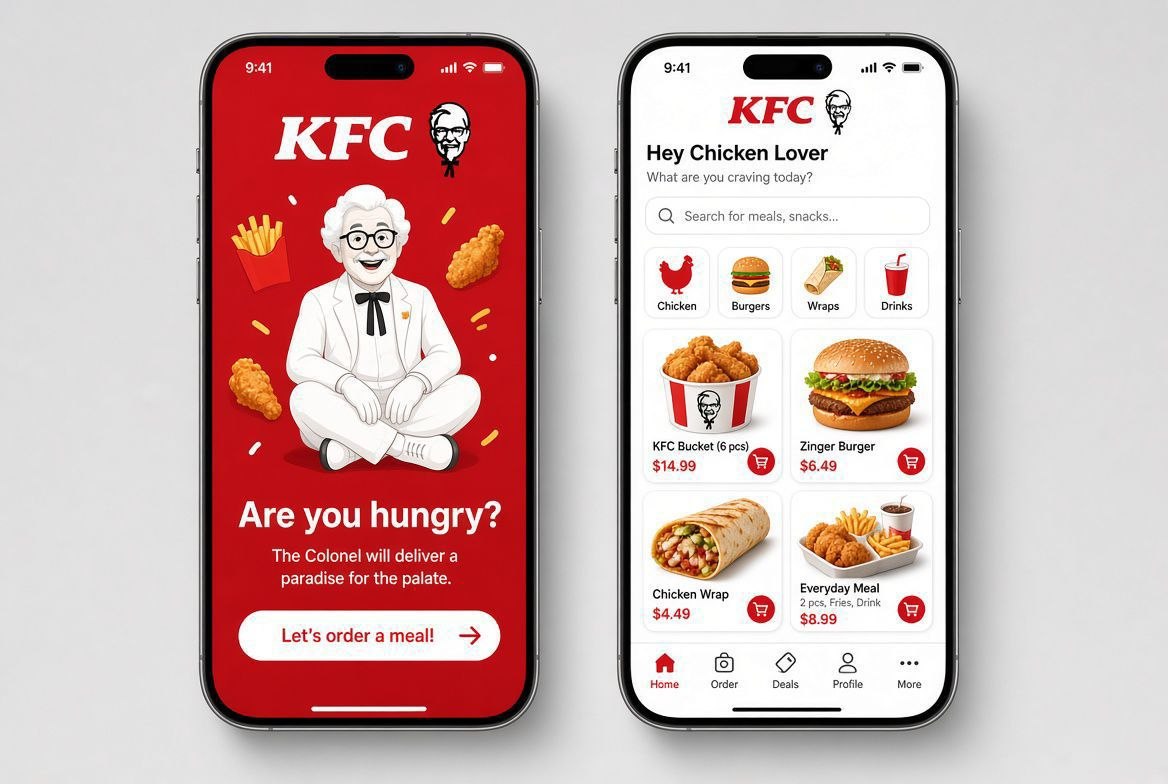 9:41
KFC
Are you hungry?
The Colonel will deliver a
paradise for the palate.
Let's order a meal!
9:41
KFC
Hey Chicken Lover
What are you craving today?
Search for meals, snacks...
Chicken
Burgers
Wraps
Drinks
KFC Bucket (6 pcs)
$14.99
Zinger Burger
$6.49
Chicken Wrap
$4.49
Everyday Meal
2 pcs, Fries, Drink
$8.99
Home
Order
Deals
Profile
More